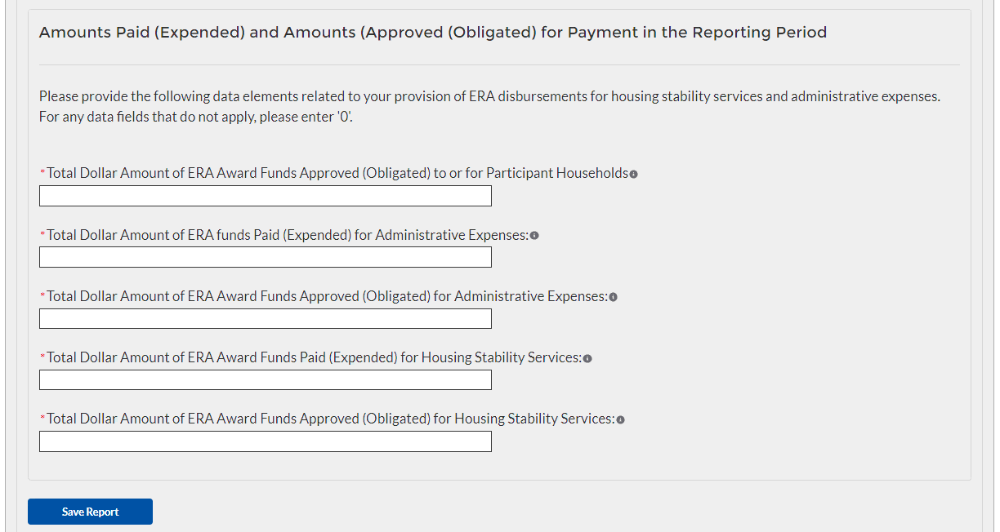 Amounts Paid (Expended) and Amounts (Approved (Obligated) for Payment in the Reporting Period
Please provide the following data elements related to your provision of ERA disbursements for housing stability services and administrative expenses.
For any data fields that do not apply, please enter '0'.
*Total Dollar Amount of ERA Award Funds Approved (Obligated) to or for Participant Households
*Total Dollar Amount of ERA funds Paid (Expended) for Administrative Expenses:
*Total Dollar Amount of ERA Award Funds Approved (Obligated) for Administrative Expenses:
*Total Dollar Amount of ERA Award Funds Paid (Expended) for Housing Stability Services:
*Total Dollar Amount of ERA Award Funds Approved (Obligated) for Housing Stability Services:
Save Report